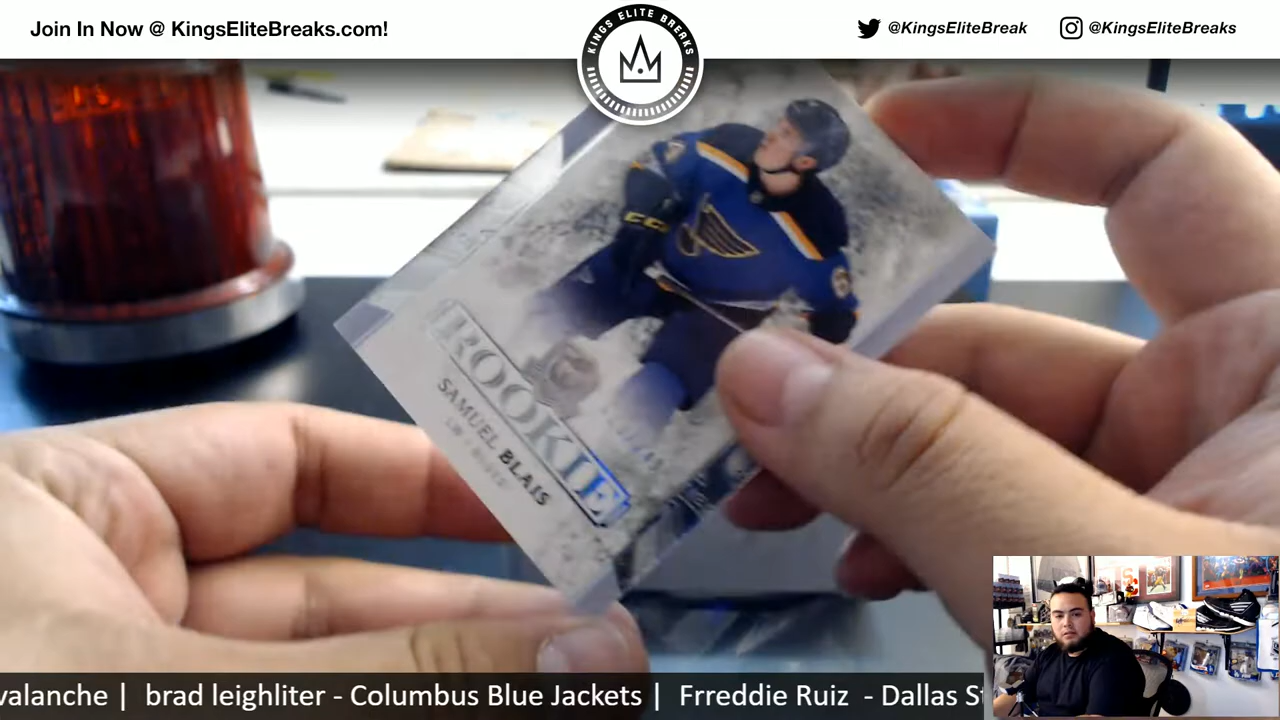 Join In Now @ KingsEliteBreaks.com!
KINGS ELITE BREAKS
@KingsEliteBreak
@KingsEliteBreaks
CCM
ROOKIE
SAMUEL BLAIS
valanche | brad leighliter - Columbus Blue Jackets | Frreddie Ruiz - Dallas St